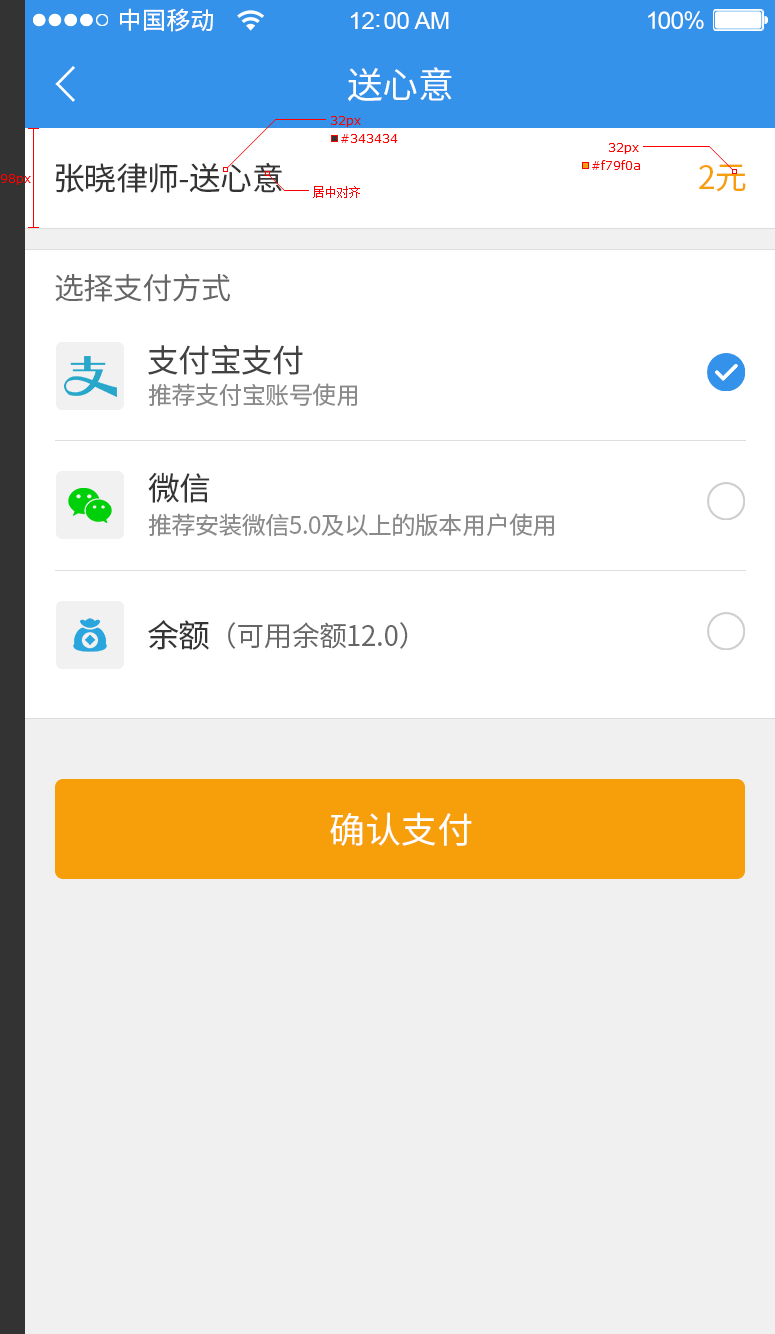 中国移动 12:00 AM 100%
送心意
32px
#343434
32px
#f79f0a
98px
张晓律师-送心意
居中对齐
2元
选择支付方式
支
支付宝支付
推荐支付宝账号使用
微信
推荐安装微信5.0及以上的版本用户使用
余额（可用余额12.0）
确认支付